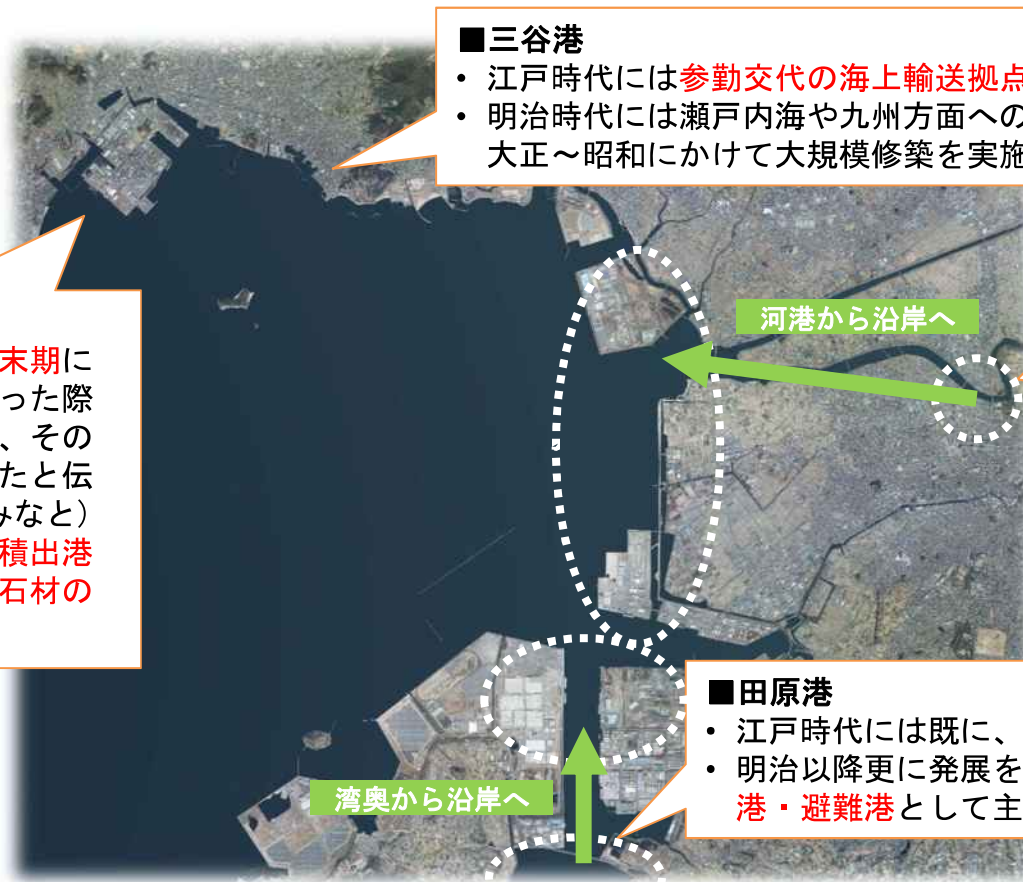 ■三谷港
• 江戸時代には参勤交代の海上輸送拠点
• 明治時代には瀬戸内海や九州方面への
大正～昭和にかけて大規模修築を実施
河港から沿岸へ
末期に
った際
、その
たと伝
みなと）
積出港
石材の
■田原港
• 江戸時代には既に、
• 明治以降更に発展を
港・避難港として主
湾奥から沿岸へ